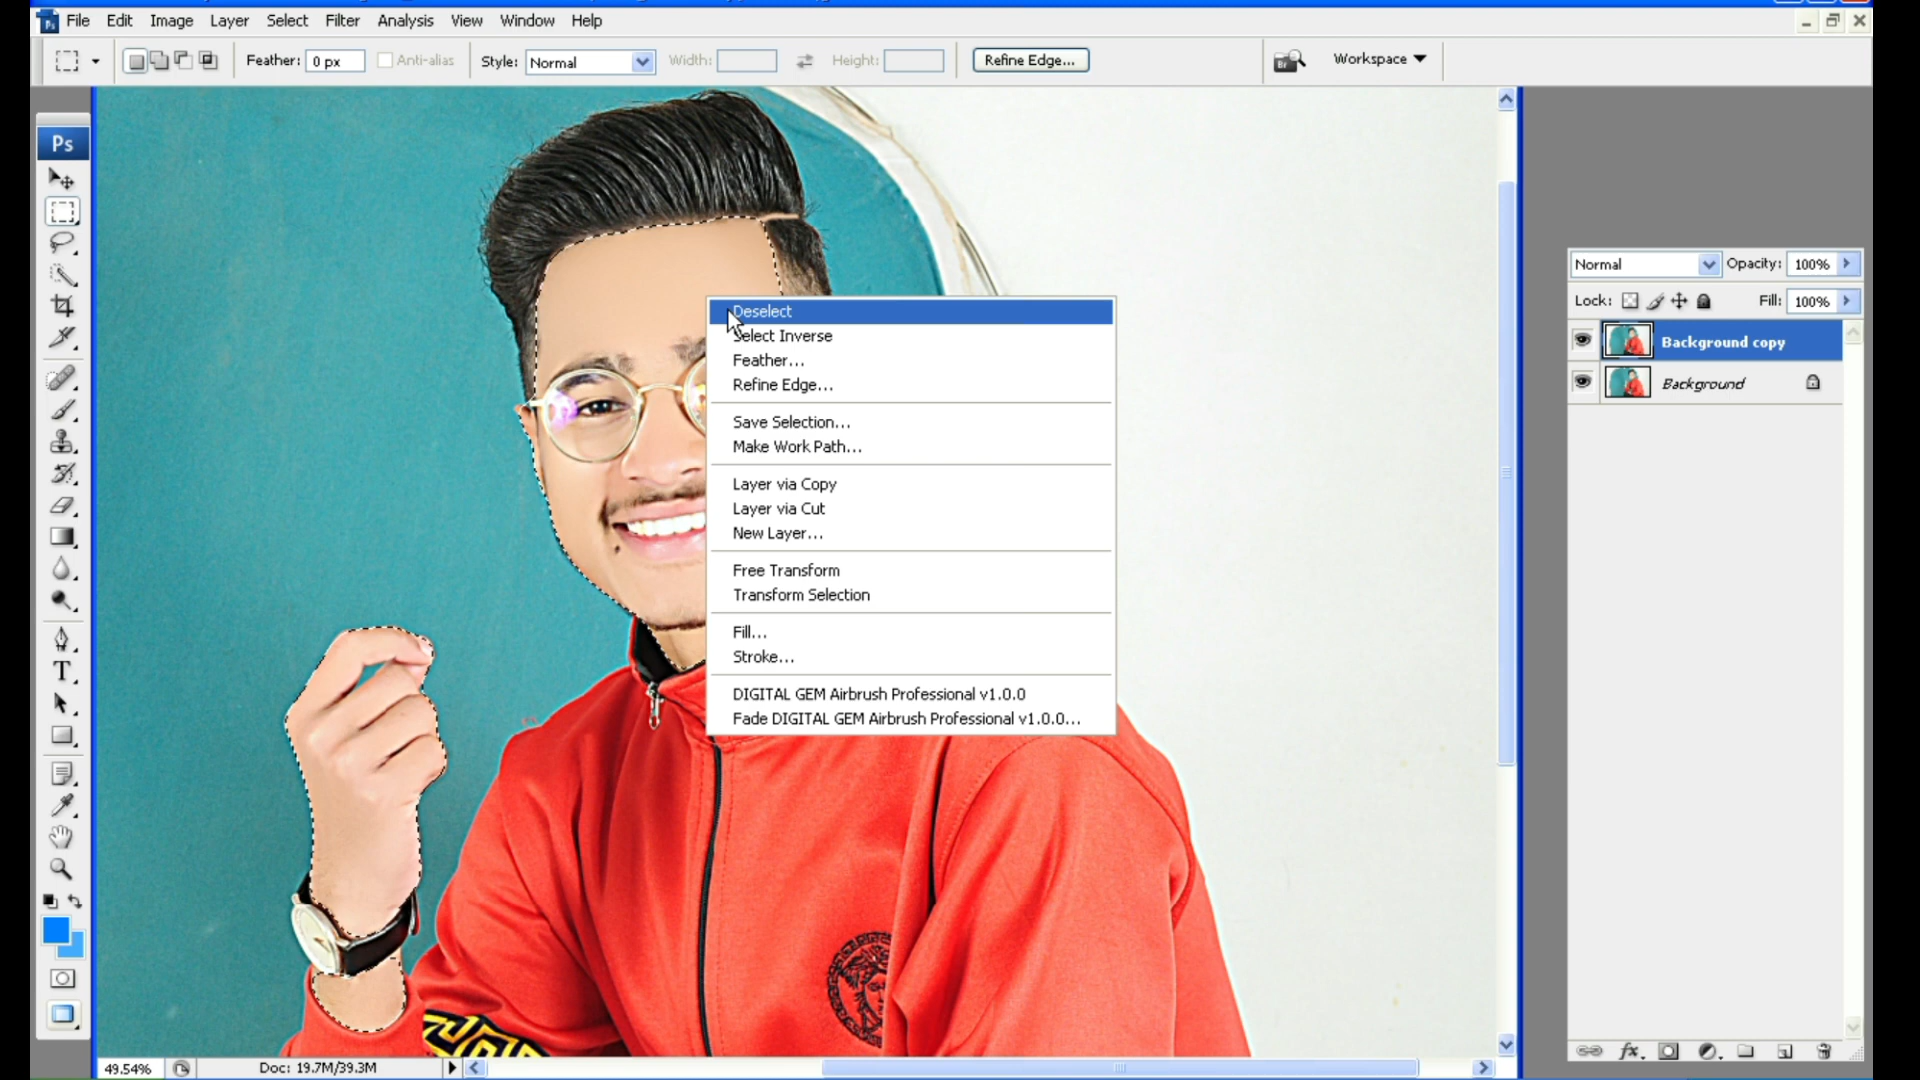 File Edit Image Layer Select Filter Analysis View Window Help
Feather: 0 px Anti-alias Style: Normal Width: Height: Refine Edge... Br Workspace
Ps
Normal Opacity: 100%
Lock: Fill: 100%
Background copy
Background
Deselect
Select Inverse
Feather...
Refine Edge...
Save Selection...
Make Work Path...
Layer via Copy
Layer via Cut
New Layer...
Free Transform
Transform Selection
Fill...
Stroke...
DIGITAL GEM Airbrush Professional v1.0.0
Fade DIGITAL GEM Airbrush Professional v1.0.0...
T
fx
49.54% Doc: 19.7M/39.3M